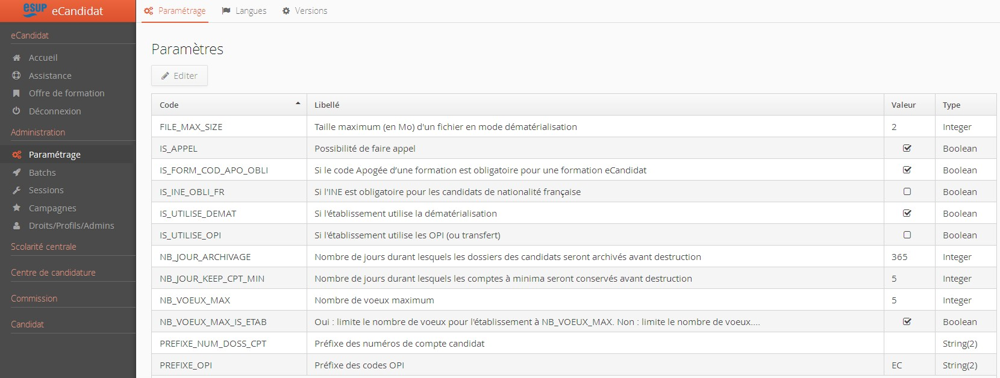 esup eCandidat
Paramétrage Langues Versions
eCandidat
Accueil
Assistance
Offre de formation
Déconnexion
Administration
Paramétrage
Batchs
Sessions
Campagnes
Droits/Profils/Admins
Scolarité centrale
Centre de candidature
Commission
Candidat
Paramètres
Editer
Code Libellé Valeur Type
FILE_MAX_SIZE Taille maximum (en Mo) d'un fichier en mode dématérialisation 2 Integer
IS_APPEL Possibilité de faire appel Boolean
IS_FORM_COD_APO_OBLI Si le code Apogée d’une formation est obligatoire pour une formation eCandidat Boolean
IS_INE_OBLI_FR Si l'INE est obligatoire pour les candidats de nationalité française Boolean
IS_UTILISE_DEMAT Si l'établissement utilise la dématérialisation Boolean
IS_UTILISE_OPI Si l'établissement utilise les OPI (ou transfert) Boolean
NB_JOUR_ARCHIVAGE Nombre de jours durant lesquels les dossiers des candidats seront archivés avant destruction 365 Integer
NB_JOUR_KEEP_CPT_MIN Nombre de jours durant lesquels les comptes à minima seront conservés avant destruction 5 Integer
NB_VOEUX_MAX Nombre de voeux maximum 5 Integer
NB_VOEUX_MAX_IS_ETAB Oui : limite le nombre de voeux pour l'établissement à NB_VOEUX_MAX. Non : limite le nombre de voeux.... Boolean
PREFIXE_NUM_DOSS_CPT Préfixe des numéros de compte candidat String(2)
PREFIXE_OPI Préfixe des codes OPI EC String(2)